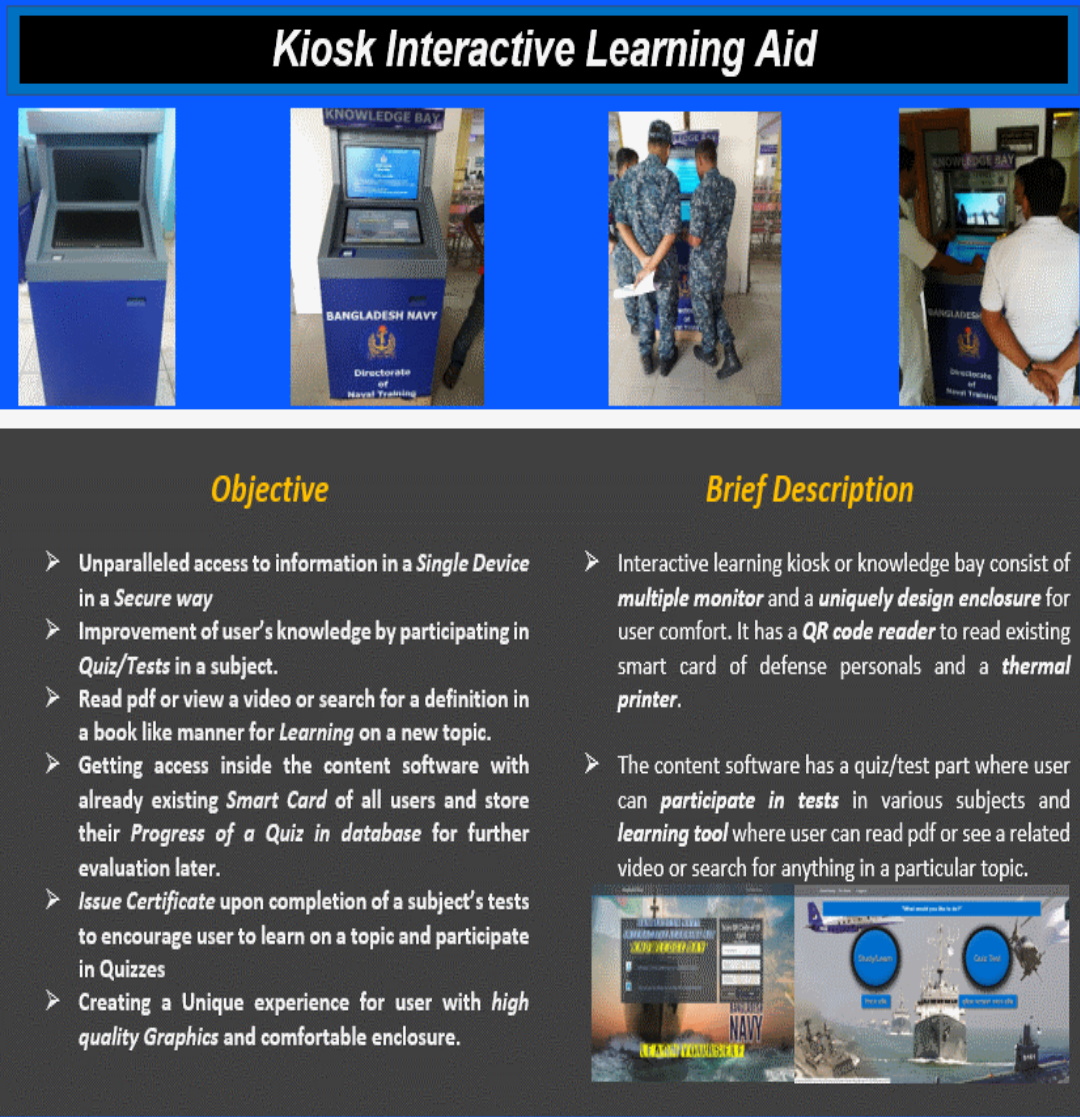 Kiosk Interactive Learning Aid
KNOWLEDGE BAY
BANGLADESH NAVY
Directorate
of
Naval Training
KNOWLEDGE BAY
BANGLADESH
Directorate
of
Naval Training
Objective
➢ Unparalleled access to information in a Single Device
in a Secure way
➢ Improvement of user's knowledge by participating in
Quiz/Tests in a subject.
➢ Read pdf or view a video or search for a definition in
a book like manner for Learning on a new topic.
➢ Getting access inside the content software with
already existing Smart Card of all users and store
their Progress of a Quiz in database for further
evaluation later.
➢ Issue Certificate upon completion of a subject's tests
to encourage user to learn on a topic and participate
in Quizzes
➢ Creating a Unique experience for user with high
quality Graphics and comfortable enclosure.
Brief Description
➢ Interactive learning kiosk or knowledge bay consist of
multiple monitor and a uniquely design enclosure for
user comfort. It has a QR code reader to read existing
smart card of defense personals and a thermal
printer.
➢ The content software has a quiz/test part where user
can participate in tests in various subjects and
learning tool where user can read pdf or see a related
video or search for anything in a particular topic.
KNOWLEDGE BAY
BANGLADESH
NAVY
LEARN YOURSELF
"What would you like to do?"
Study/Learn
Quiz Test